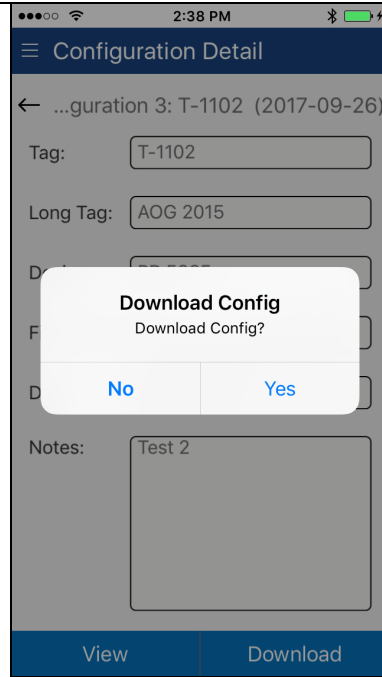 2:38 PM
Configuration Detail
...guration 3: T-1102 (2017-09-26)
Tag: T-1102
Long Tag: AOG 2015
Download Config
Download Config?
No Yes
Notes: Test 2
View Download